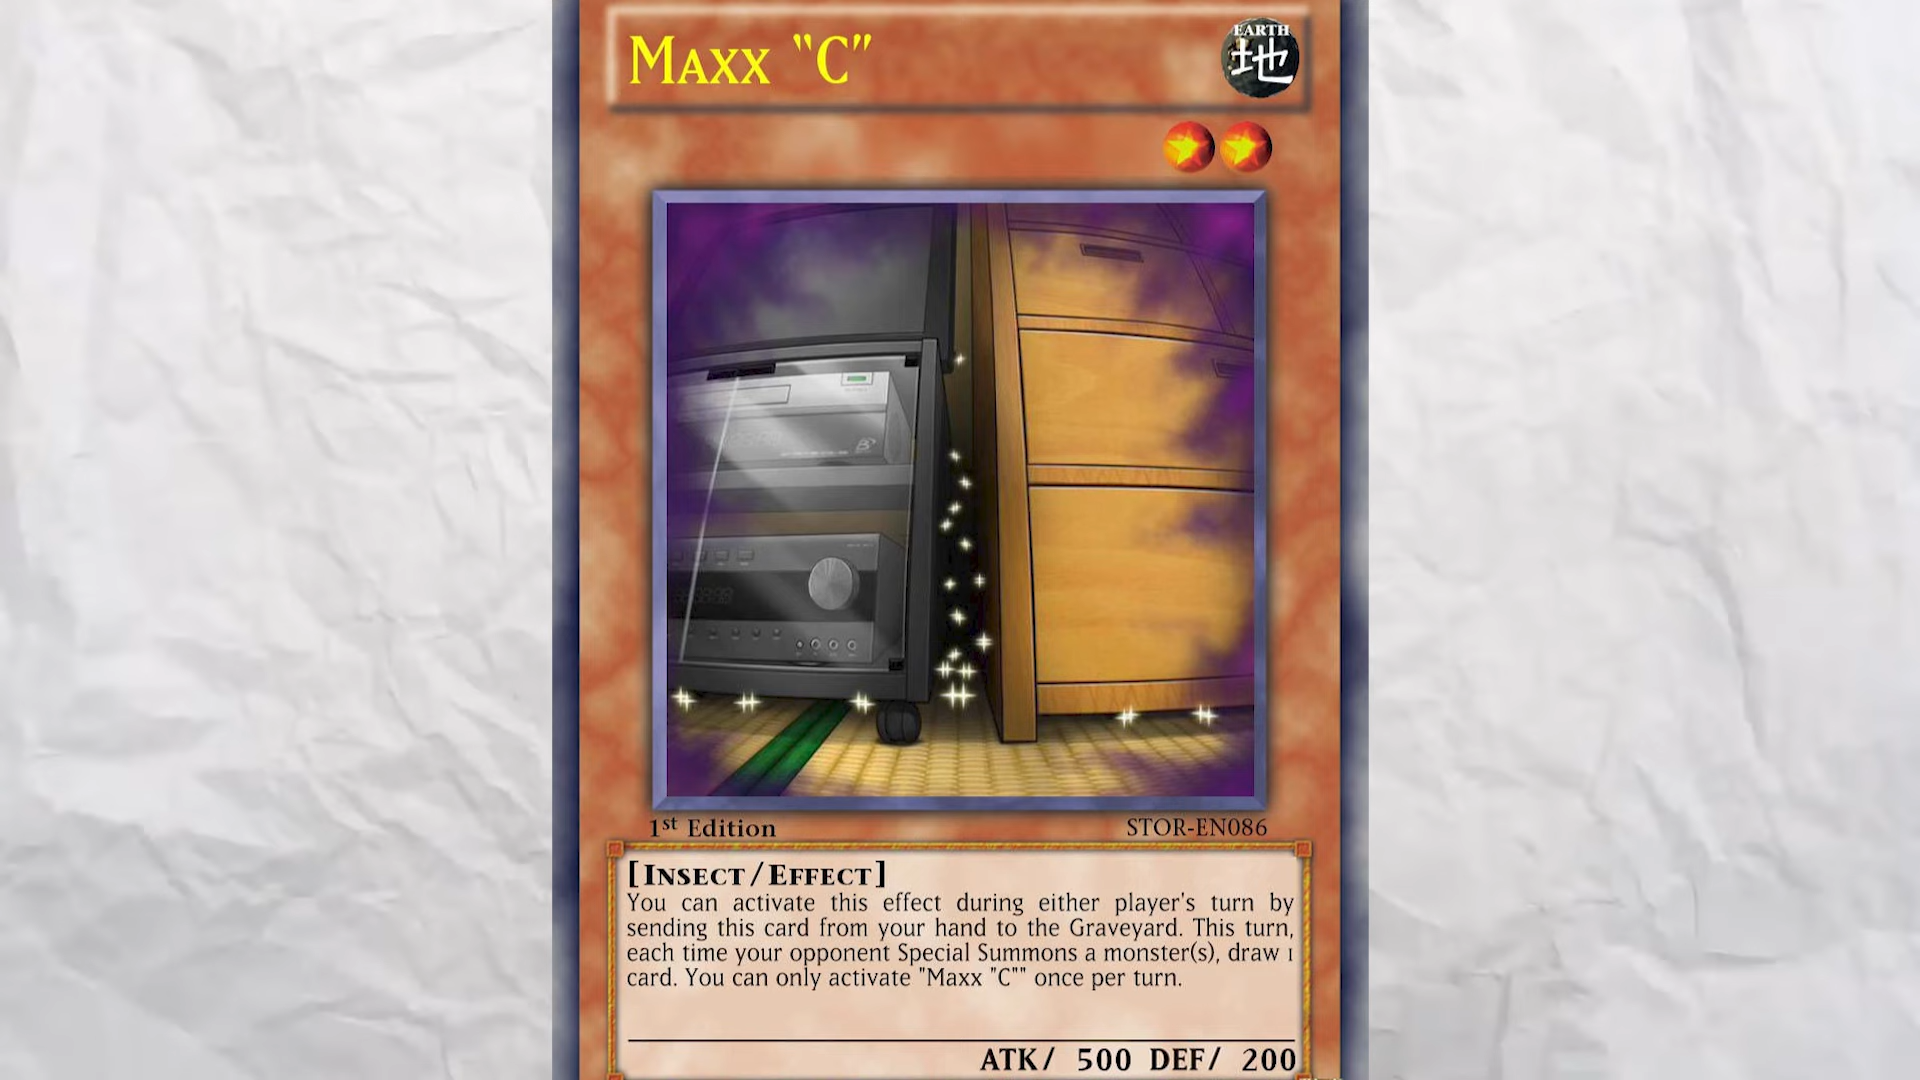 MAXX "C"
EARTH
地
1st Edition
STOR-EN086
[INSECT/EFFECT]
You can activate this effect during either player's turn by
sending this card from your hand to the Graveyard. This turn,
each time your opponent Special Summons a monster(s), draw 1
card. You can only activate "Maxx "C"" once per turn.
ATK/ 500 DEF/ 200